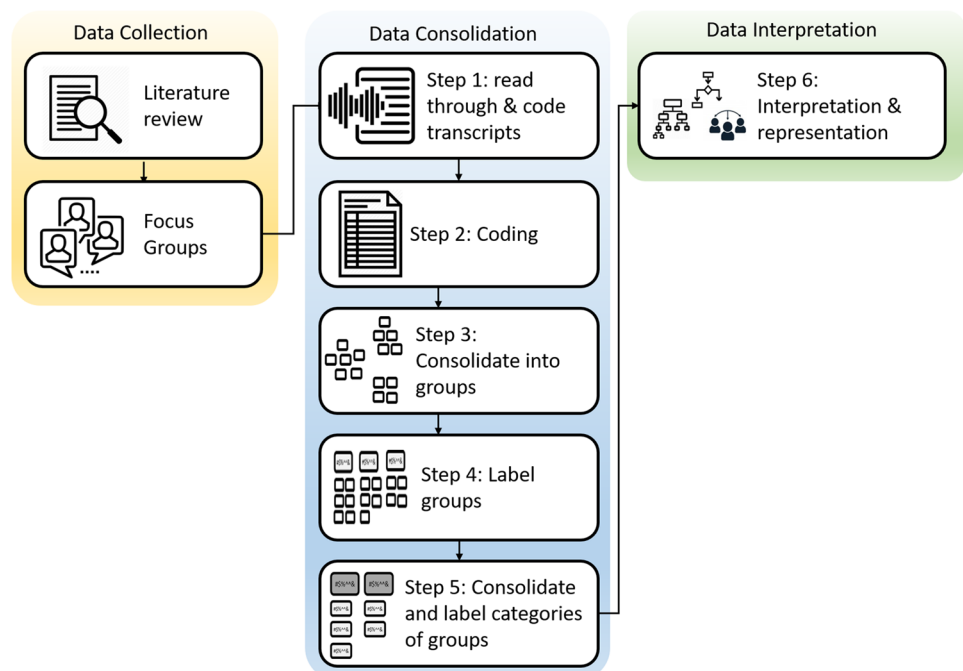 Data Collection
Literature
review
Focus
Groups
Data Consolidation
Step 1: read
through & code
transcripts
Step 2: Coding
Step 3:
Consolidate into
groups
#$%^^& #$%^^& #$%^^&
Step 4: Label
groups
#$%^^& #$%^^&
#$%^^& #$%^^&
#$%^^& #$%^^&
#$%^^&
Step 5: Consolidate
and label categories
of groups
Data Interpretation
Step 6:
Interpretation &
representation